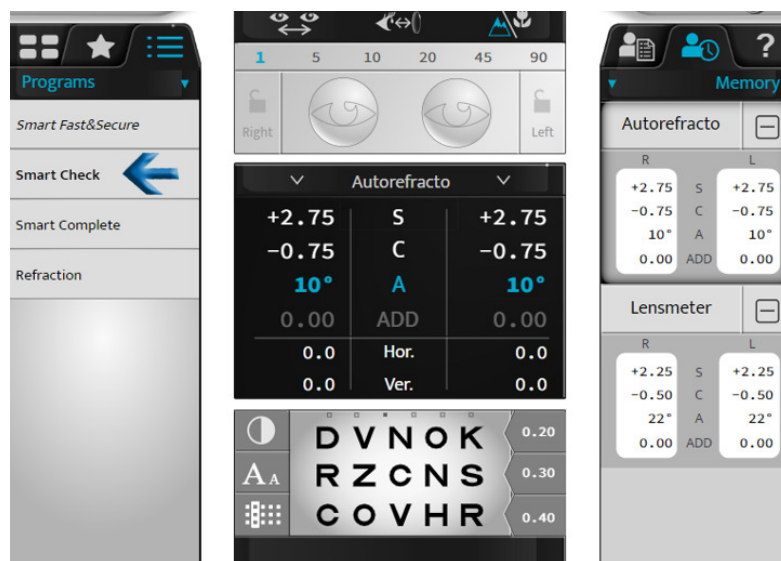 Programs
Smart Fast&Secure
Smart Check
Smart Complete
Refraction
1 5 10 20 45 90
Right Left
Autorefracto
+2.75 S +2.75
−0.75 C −0.75
10° A 10°
0.00 ADD 0.00
0.0 Hor. 0.0
0.0 Ver. 0.0
D V N O K 0.20
A A R Z C N S 0.30
C O V H R 0.40
?
Memory
Autorefracto
R L
+2.75 S +2.75
−0.75 C −0.75
10° A 10°
0.00 ADD 0.00
Lensmeter
R L
+2.25 S +2.25
−0.50 C −0.50
22° A 22°
0.00 ADD 0.00